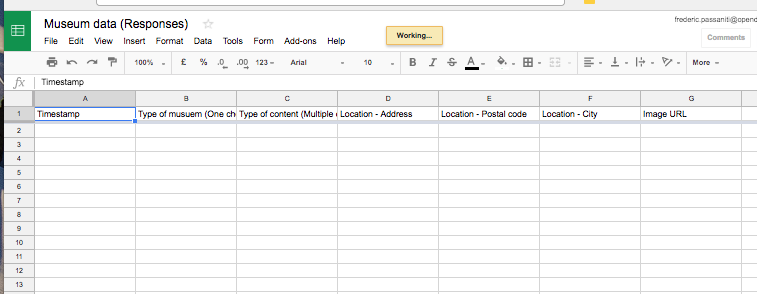 Museum data (Responses)
frederic.passaniti@opend
File Edit View Insert Format Data Tools Form Add-ons Help
Working...
Comments
100% £ % .0 .00 123 Arial 10 B I S A More
fx Timestamp
A B C D E F G
1 Timestamp Type of musuem (One ch Type of content (Multiple Location - Address Location - Postal code Location - City Image URL
2
3
4
5
6
7
8
9
10
11
12
13